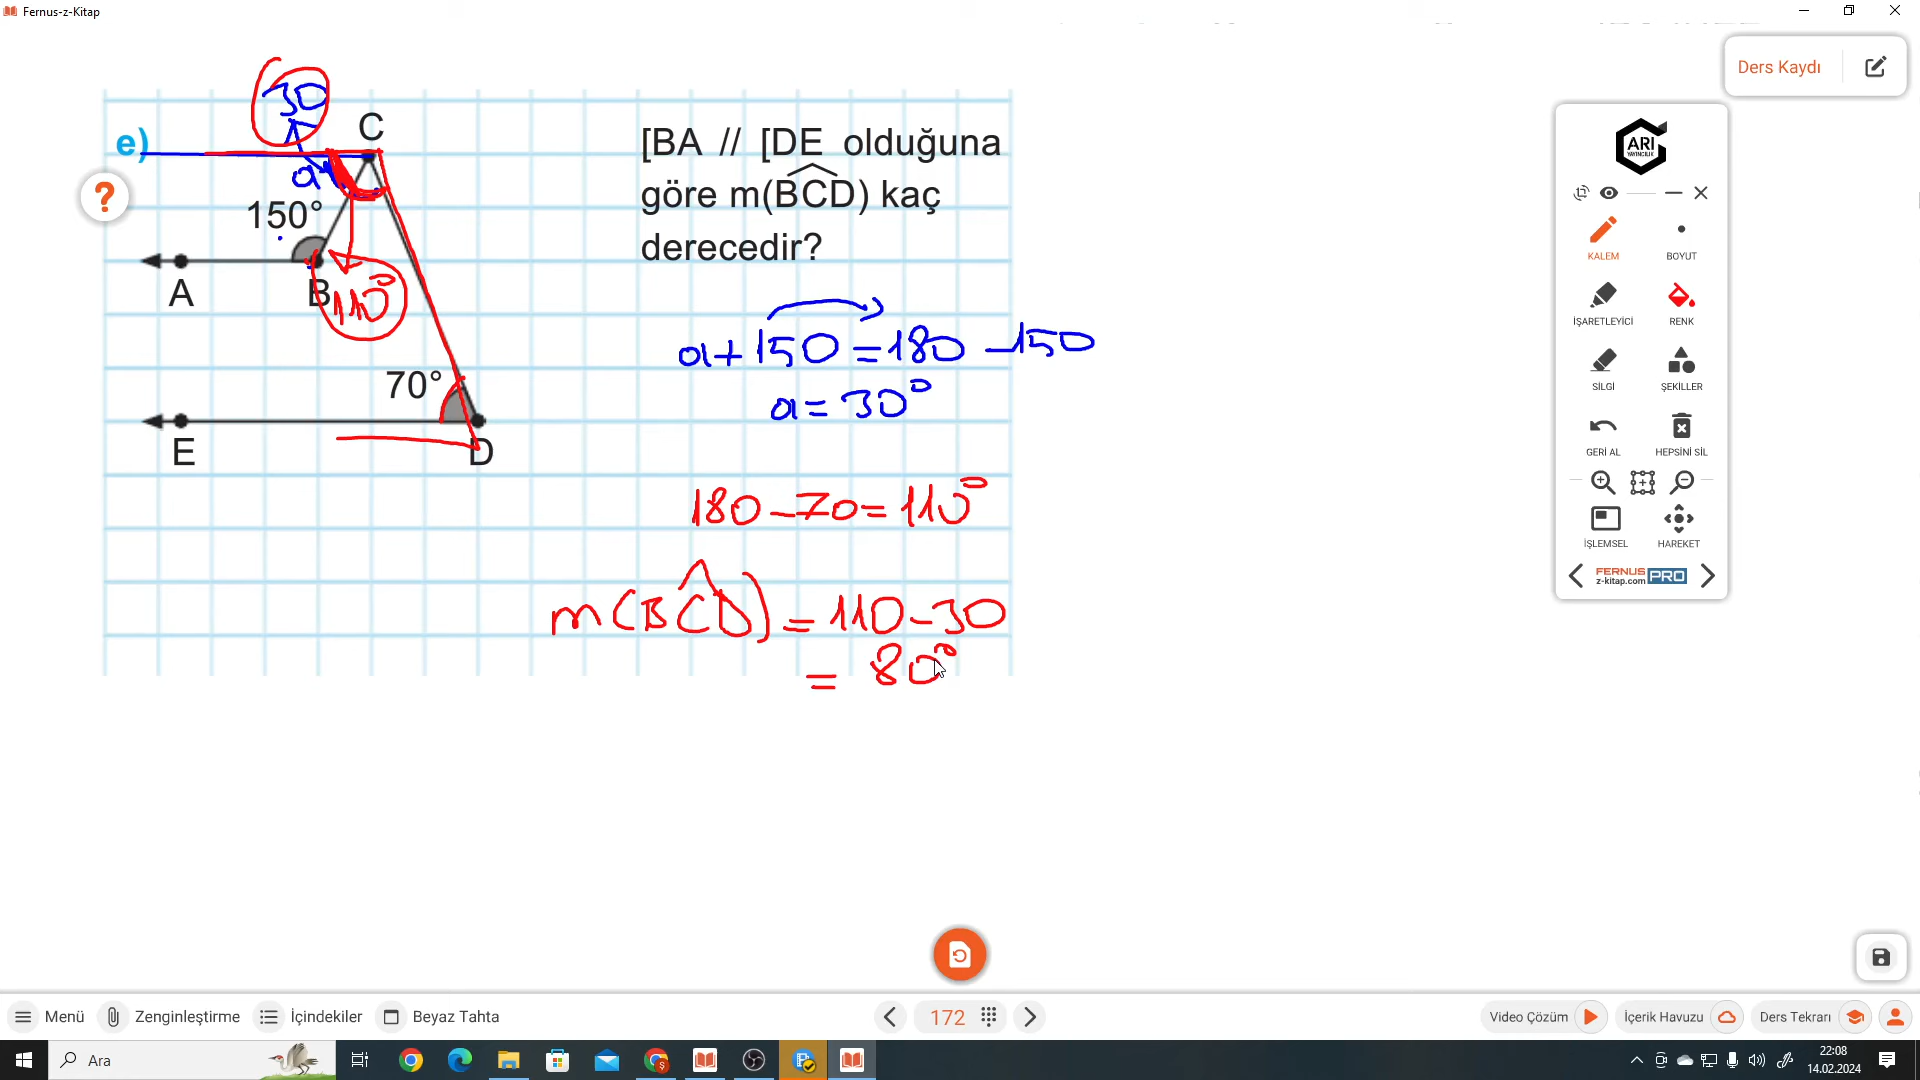 Fernus-z-Kitap
Ders Kaydı
30
C
e)
a
150°
A
B
110°
70°
E
D
[BA // [DE olduğuna
göre m(BCD) kaç
derecedir?
a+150=180-150
a=30°
180-70=110°
m(BCD)=110-30
= 80°
?
ARI
YAYINCILIK
KALEM
BOYUT
İŞARETLEYİCİ
RENK
SİLGİ
ŞEKİLLER
GERİ AL
HEPSİNİ SİL
İŞLEMSEL
HAREKET
FERNUS
z-kitap.com PRO
Menü
Zenginleştirme
İçindekiler
Beyaz Tahta
172
Video Çözüm
İçerik Havuzu
Ders Tekrarı
Ara
22:08
14.02.2024